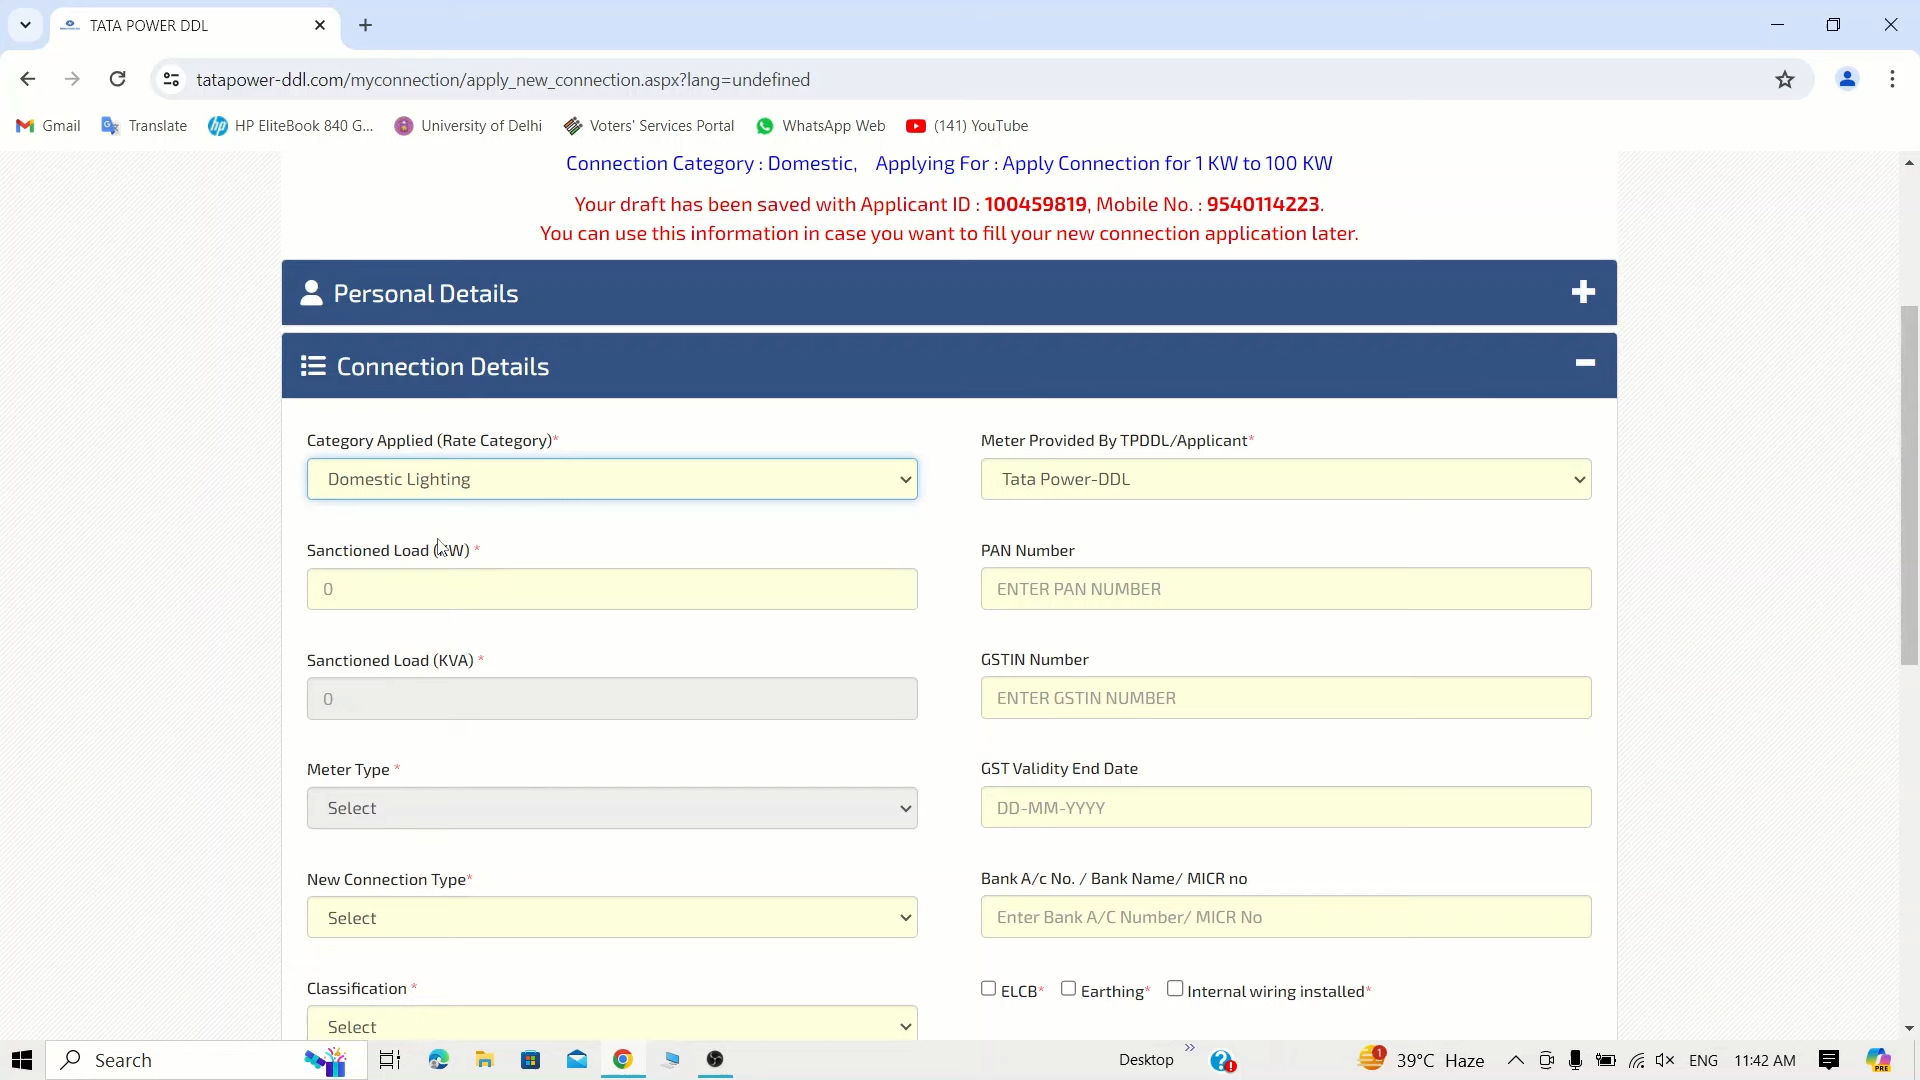 TATA POWER DDL
tatapower-ddl.com/myconnection/apply_new_connection.aspx?lang=undefined
Gmail Translate HP EliteBook 840 G... University of Delhi Voters' Services Portal WhatsApp Web (141) YouTube
Connection Category : Domestic, Applying For : Apply Connection for 1 KW to 100 KW
Your draft has been saved with Applicant ID : 100459819, Mobile No. : 9540114223.
You can use this information in case you want to fill your new connection application later.
Personal Details
Connection Details
Category Applied (Rate Category)* Meter Provided By TPDDL/Applicant*
Domestic Lighting Tata Power-DDL
Sanctioned Load (KW) * PAN Number
0 ENTER PAN NUMBER
Sanctioned Load (KVA) * GSTIN Number
0 ENTER GSTIN NUMBER
Meter Type * GST Validity End Date
Select DD-MM-YYYY
New Connection Type* Bank A/c No. / Bank Name/ MICR no
Select Enter Bank A/C Number/ MICR No
Classification * ELCB* Earthing* Internal wiring installed*
Select
Search Desktop 1 39°C Haze ENG 11:42 AM PRE